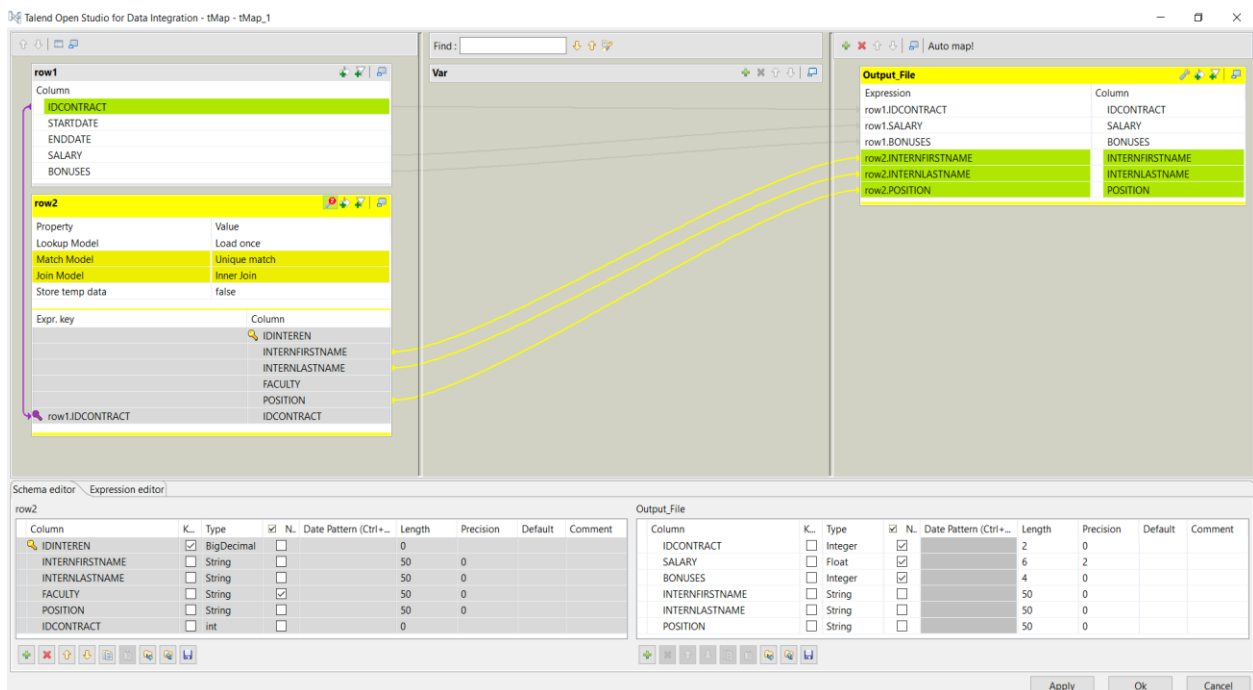 Talend Open Studio for Data Integration - tMap - tMap_1
Find :
Auto map!
row1
Column
IDCONTRACT
STARTDATE
ENDDATE
SALARY
BONUSES
row2
Property Value
Lookup Model Load once
Match Model Unique match
Join Model Inner Join
Store temp data false
Expr. key Column
IDINTEREN
INTERNFIRSTNAME
INTERNLASTNAME
FACULTY
POSITION
row1.IDCONTRACT IDCONTRACT
Var
Output_File
Expression Column
row1.IDCONTRACT IDCONTRACT
row1.SALARY SALARY
row1.BONUSES BONUSES
row2.INTERNFIRSTNAME INTERNFIRSTNAME
row2.INTERNLASTNAME INTERNLASTNAME
row2.POSITION POSITION
Schema editor Expression editor
row2
Column K... Type N.. Date Pattern (Ctrl+... Length Precision Default Comment
IDINTEREN BigDecimal 0
INTERNFIRSTNAME String 50 0
INTERNLASTNAME String 50 0
FACULTY String 50 0
POSITION String 50 0
IDCONTRACT int 0
Output_File
Column K... Type N.. Date Pattern (Ctrl+... Length Precision Default Comment
IDCONTRACT Integer 2 0
SALARY Float 6 2
BONUSES Integer 4 0
INTERNFIRSTNAME String 50 0
INTERNLASTNAME String 50 0
POSITION String 50 0
Apply Ok Cancel